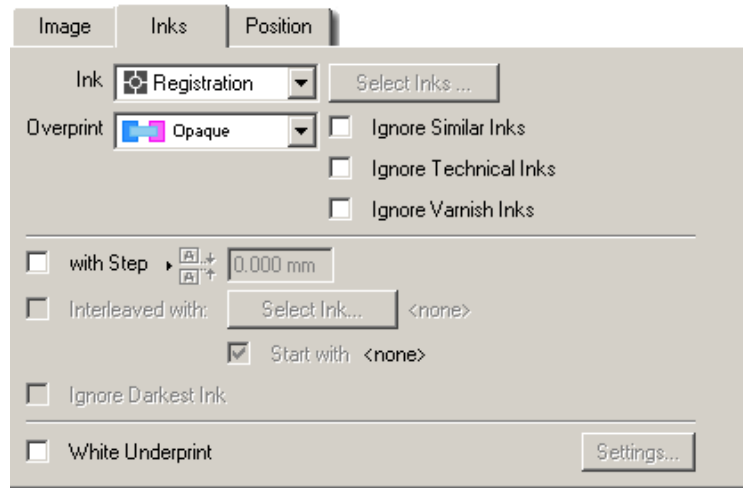 Image Inks Position
Ink Registration Select Inks ...
Overprint Opaque Ignore Similar Inks
Ignore Technical Inks
Ignore Varnish Inks
with Step A A 0.000 mm
Interleaved with: Select Ink... <none>
Start with <none>
Ignore Darkest Ink
White Underprint Settings...